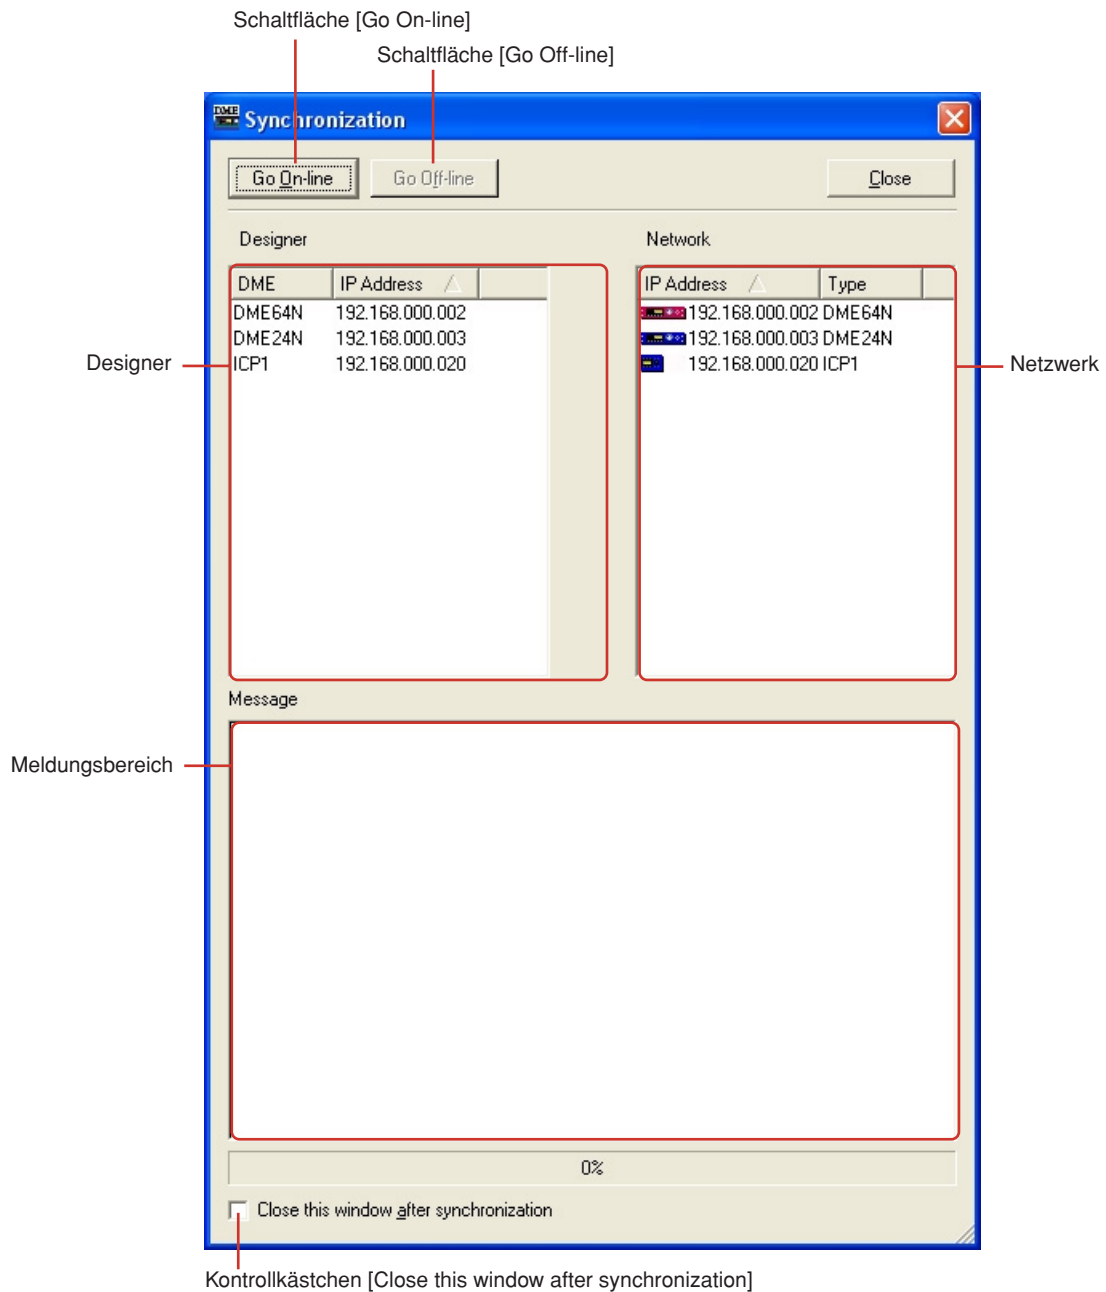 Schaltfläche [Go On-line]
Schaltfläche [Go Off-line]
DME Synchronization
Go On-line Go Off-line Close
Designer Network
DME IP Address IP Address Type
DME64N 192.168.000.002 192.168.000.002 DME64N
DME24N 192.168.000.003 192.168.000.003 DME24N
Designer ICP1 192.168.000.020 192.168.000.020 ICP1 Netzwerk
Message
Meldungsbereich
0%
Close this window after synchronization
Kontrollkästchen [Close this window after synchronization]